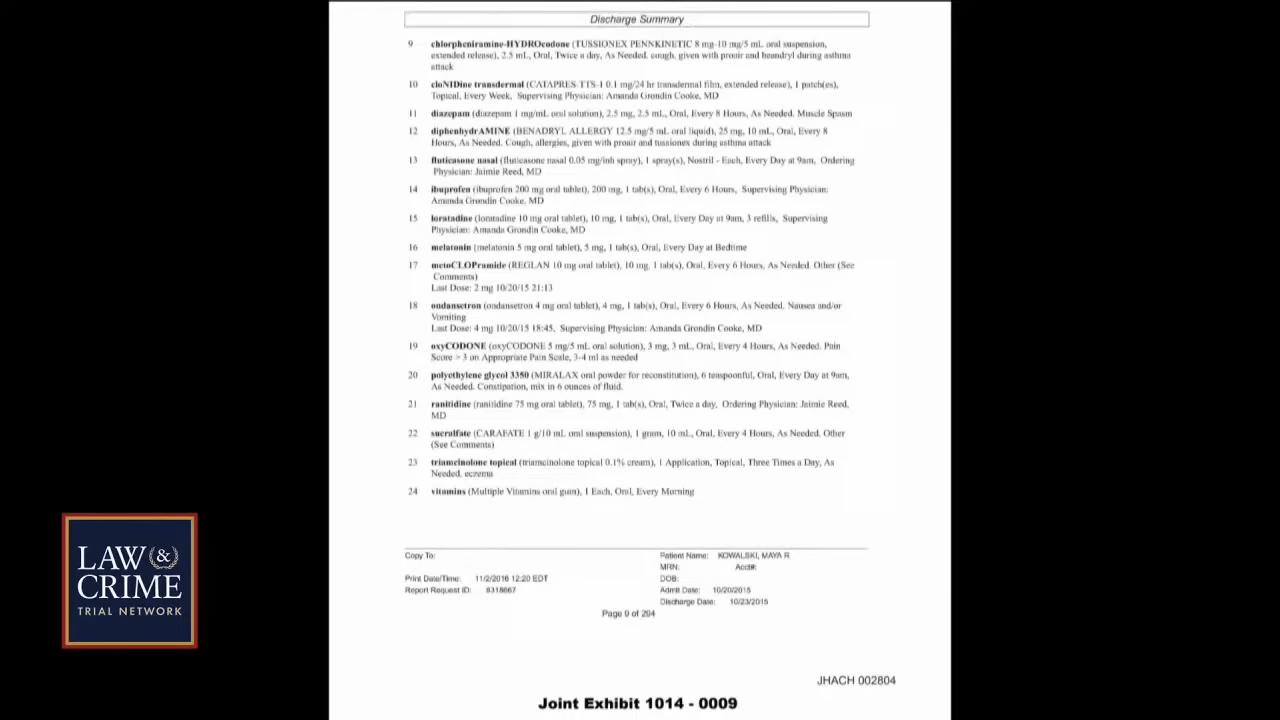 Discharge Summary
9 chlorpheniramine-HYDROcodone (TUSSIONEX PENNKINETIC 8 mg-10 mg/5 mL oral suspension,
extended release), 2.5 mL, Oral, Twice a day, As Needed. cough, given with proair and bendryl during asthma
attack
10 cloNIDine transdermal (CATAPRES-TTS-1 0.1 mg/24 hr transdermal film, extended release), 1 patch(es),
Topical, Every Week, Supervising Physician: Amanda Grondin Cooke, MD
11 diazepam (diazepam 1 mg/mL oral solution), 2.5 mg, 2.5 mL, Oral, Every 8 Hours, As Needed. Muscle Spasm
12 diphenhydrAMINE (BENADRYL ALLERGY 12.5 mg/5 mL oral liquid), 25 mg, 10 mL, Oral, Every 8
Hours, As Needed. Cough, allergies, given with proair and tussionex during asthma attack
13 fluticasone nasal (fluticasone nasal 0.05 mg/inh spray), 1 spray(s), Nostril - Each, Every Day at 9am, Ordering
Physician: Jaimie Reed, MD
14 ibuprofen (ibuprofen 200 mg oral tablet), 200 mg, 1 tab(s), Oral, Every 6 Hours, Supervising Physician:
Amanda Grondin Cooke, MD
15 loratadine (loratadine 10 mg oral tablet), 10 mg, 1 tab(s), Oral, Every Day at 9am, 3 refills, Supervising
Physician: Amanda Grondin Cooke, MD
16 melatonin (melatonin 5 mg oral tablet), 5 mg, 1 tab(s), Oral, Every Day at Bedtime
17 metoCLOPramide (REGLAN 10 mg oral tablet), 10 mg, 1 tab(s), Oral, Every 6 Hours, As Needed. Other (See
Comments)
Last Dose: 2 mg 10/20/15 21:13
18 ondansetron (ondansetron 4 mg oral tablet), 4 mg, 1 tab(s), Oral, Every 6 Hours, As Needed. Nausea and/or
Vomiting
Last Dose: 4 mg 10/20/15 18:45, Supervising Physician: Amanda Grondin Cooke, MD
19 oxyCODONE (oxyCODONE 5 mg/5 mL oral solution), 3 mg, 3 mL, Oral, Every 4 Hours, As Needed. Pain
Score > 3 on Appropriate Pain Scale, 3-4 ml as needed
20 polyethylene glycol 3350 (MIRALAX oral powder for reconstitution), 6 teaspoonful, Oral, Every Day at 9am,
As Needed. Constipation, mix in 6 ounces of fluid.
21 ranitidine (ranitidine 75 mg oral tablet), 75 mg, 1 tab(s), Oral, Twice a day, Ordering Physician: Jaimie Reed,
MD
22 sucralfate (CARAFATE 1 g/10 mL oral suspension), 1 gram, 10 mL, Oral, Every 4 Hours, As Needed. Other
(See Comments)
23 triamcinolone topical (triamcinolone topical 0.1% cream), 1 Application, Topical, Three Times a Day, As
Needed. eczema
24 vitamins (Multiple Vitamins oral gum), 1 Each, Oral, Every Morning
Copy To:
Patient Name: KOWALSKI, MAYA R
MRN: Acct#:
DOB:
Print Date/Time: 11/2/2016 12:20 EDT
Admit Date: 10/20/2015
Report Request ID: 8318667
Discharge Date: 10/23/2015
Page 9 of 294
JHACH 002804
Joint Exhibit 1014 - 0009
LAW &
CRIME
TRIAL NETWORK